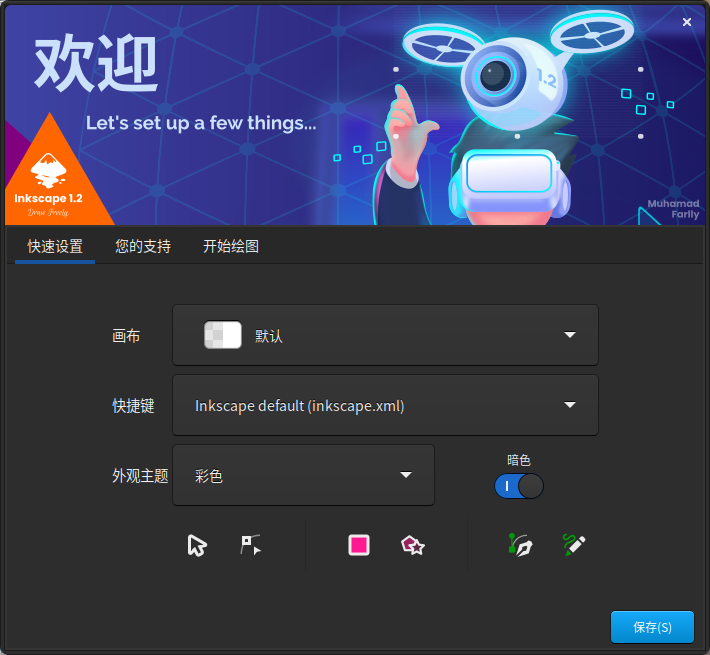 欢迎
Let's set up a few things...
1.2
Inkscape 1.2
Draw Freely
Muhamad
Farlly
快速设置
您的支持
开始绘图
画布
默认
快捷键
Inkscape default (inkscape.xml)
外观主题
彩色
暗色
保存(S)